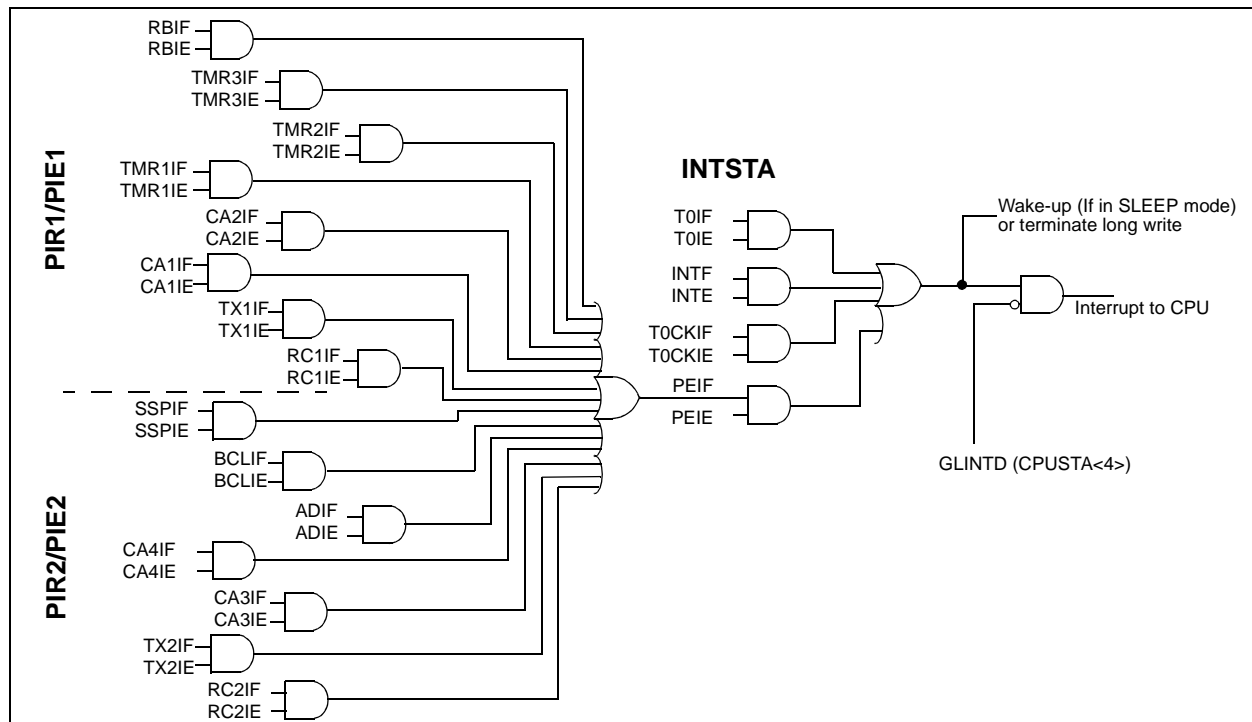 PIR1/PIE1
RBIF
RBIE
TMR3IF
TMR3IE
TMR2IF
TMR2IE
TMR1IF
TMR1IE
CA2IF
CA2IE
CA1IF
CA1IE
TX1IF
TX1IE
RC1IF
RC1IE
PIR2/PIE2
SSPIF
SSPIE
BCLIF
BCLIE
ADIF
ADIE
CA4IF
CA4IE
CA3IF
CA3IE
TX2IF
TX2IE
RC2IF
RC2IE
INTSTA
T0IF
T0IE
INTF
INTE
T0CKIF
T0CKIE
PEIF
PEIE
Wake-up (If in SLEEP mode)
or terminate long write
Interrupt to CPU
GLINTD (CPUSTA<4>)